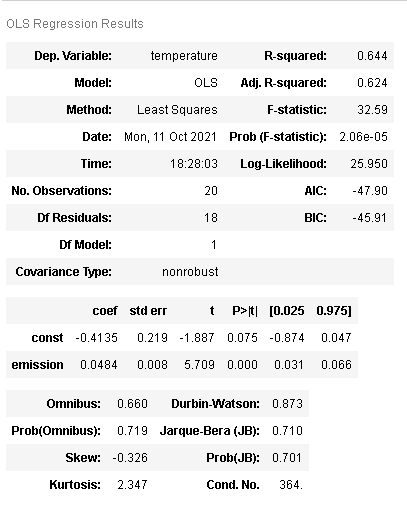 OLS Regression Results
Dep. Variable: temperature R-squared: 0.644
Model: OLS Adj. R-squared: 0.624
Method: Least Squares F-statistic: 32.59
Date: Mon, 11 Oct 2021 Prob (F-statistic): 2.06e-05
Time: 18:28:03 Log-Likelihood: 25.950
No. Observations: 20 AIC: -47.90
Df Residuals: 18 BIC: -45.91
Df Model: 1
Covariance Type: nonrobust
coef std err t P>|t| [0.025 0.975]
const -0.4135 0.219 -1.887 0.075 -0.874 0.047
emission 0.0484 0.008 5.709 0.000 0.031 0.066
Omnibus: 0.660 Durbin-Watson: 0.873
Prob(Omnibus): 0.719 Jarque-Bera (JB): 0.710
Skew: -0.326 Prob(JB): 0.701
Kurtosis: 2.347 Cond. No. 364.